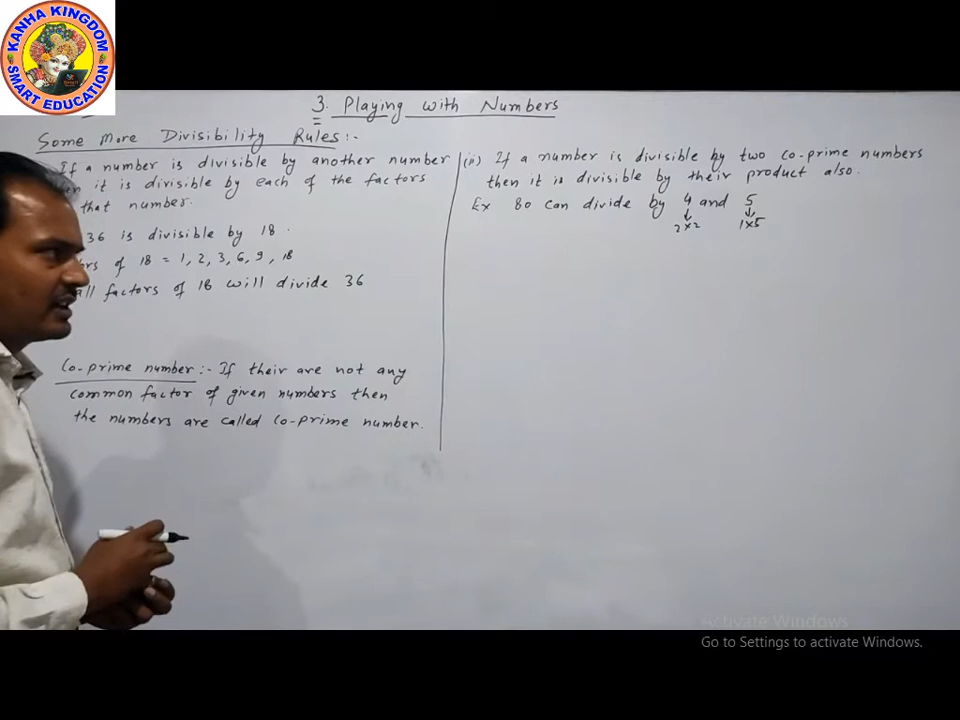 KANHA KINGDOM
SMART EDUCATION
3. Playing with Numbers
Some More Divisibility Rules:-
If a number is divisible by another number
it is divisible by each of the factors
that number.
36 is divisible by 18.
of 18 = 1, 2, 3, 6, 9, 18
all factors of 18 will divide 36
Co-prime number:- If their are not any
common factor of given numbers then
the numbers are called co-prime number.
(ii) If a number is divisible by two co-prime numbers
then it is divisible by their product also.
Ex 80 can divide by 4 and 5
2×2 1×5
Activate Windows
Go to Settings to activate Windows.